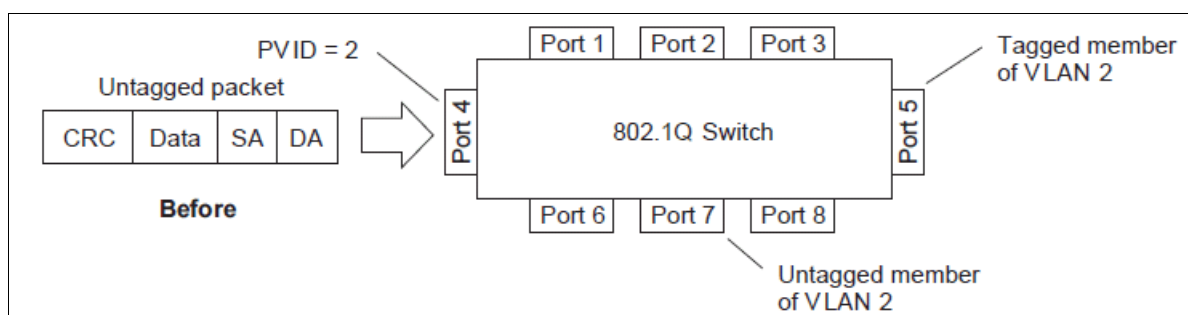 PVID = 2
Untagged packet
CRC Data SA DA
Before
Port 1 Port 2 Port 3
Port 4
802.1Q Switch
Port 5
Port 6 Port 7 Port 8
Tagged member
of VLAN 2
Untagged member
of VLAN 2